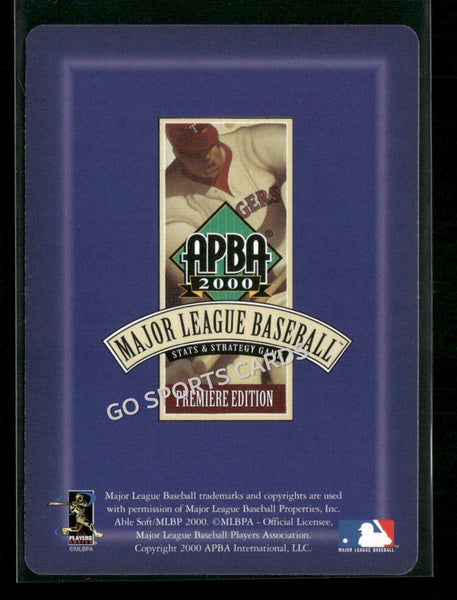 T
GERS
APBA®
2000
MAJOR LEAGUE BASEBALL™
STATS & STRATEGY GAME
GO SPORTS CARDS
PREMIERE EDITION
Major League Baseball trademarks and copyrights are used
with permission of Major League Baseball Properties, Inc.
Able Soft/MLBP 2000. ©MLBPA - Official Licensee,
Major League Baseball Players Association.
Copyright 2000 APBA International, LLC.
PLAYERS
CHOICE
©MLBPA
MAJOR LEAGUE BASEBALL